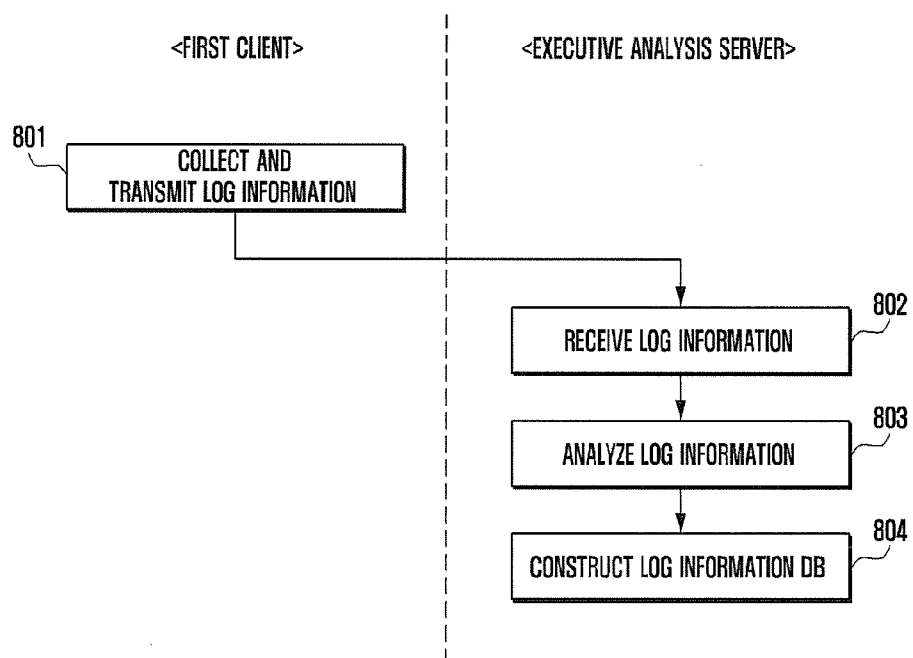 <FIRST CLIENT>
<EXECUTIVE ANALYSIS SERVER>
801
COLLECT AND
TRANSMIT LOG INFORMATION
802
RECEIVE LOG INFORMATION
803
ANALYZE LOG INFORMATION
804
CONSTRUCT LOG INFORMATION DB